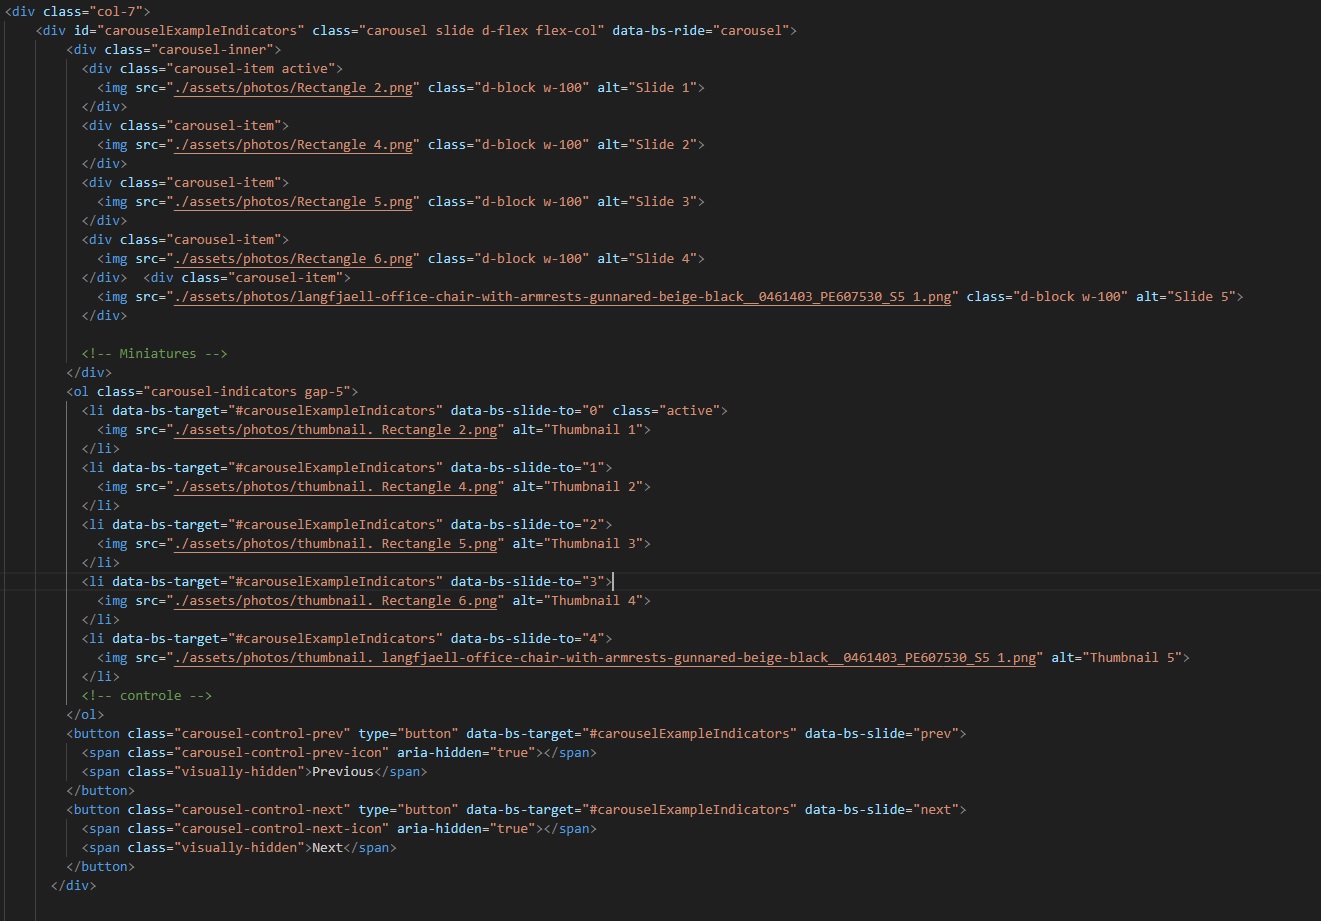 <div class="col-7">
<div id="carouselExampleIndicators" class="carousel slide d-flex flex-col" data-bs-ride="carousel">
<div class="carousel-inner">
<div class="carousel-item active">
<img src="./assets/photos/Rectangle 2.png" class="d-block w-100" alt="Slide 1">
</div>
<div class="carousel-item">
<img src="./assets/photos/Rectangle 4.png" class="d-block w-100" alt="Slide 2">
</div>
<div class="carousel-item">
<img src="./assets/photos/Rectangle 5.png" class="d-block w-100" alt="Slide 3">
</div>
<div class="carousel-item">
<img src="./assets/photos/Rectangle 6.png" class="d-block w-100" alt="Slide 4">
</div> <div class="carousel-item">
<img src="./assets/photos/langfjaell-office-chair-with-armrests-gunnared-beige-black__0461403_PE607530_S5 1.png" class="d-block w-100" alt="Slide 5">
</div>
<!-- Miniatures -->
</div>
<ol class="carousel-indicators gap-5">
<li data-bs-target="#carouselExampleIndicators" data-bs-slide-to="0" class="active">
<img src="./assets/photos/thumbnail. Rectangle 2.png" alt="Thumbnail 1">
</li>
<li data-bs-target="#carouselExampleIndicators" data-bs-slide-to="1">
<img src="./assets/photos/thumbnail. Rectangle 4.png" alt="Thumbnail 2">
</li>
<li data-bs-target="#carouselExampleIndicators" data-bs-slide-to="2">
<img src="./assets/photos/thumbnail. Rectangle 5.png" alt="Thumbnail 3">
</li>
<li data-bs-target="#carouselExampleIndicators" data-bs-slide-to="3">
<img src="./assets/photos/thumbnail. Rectangle 6.png" alt="Thumbnail 4">
</li>
<li data-bs-target="#carouselExampleIndicators" data-bs-slide-to="4">
<img src="./assets/photos/thumbnail. langfjaell-office-chair-with-armrests-gunnared-beige-black__0461403_PE607530_S5 1.png" alt="Thumbnail 5">
</li>
<!-- controle -->
</ol>
<button class="carousel-control-prev" type="button" data-bs-target="#carouselExampleIndicators" data-bs-slide="prev">
<span class="carousel-control-prev-icon" aria-hidden="true"></span>
<span class="visually-hidden">Previous</span>
</button>
<button class="carousel-control-next" type="button" data-bs-target="#carouselExampleIndicators" data-bs-slide="next">
<span class="carousel-control-next-icon" aria-hidden="true"></span>
<span class="visually-hidden">Next</span>
</button>
</div>